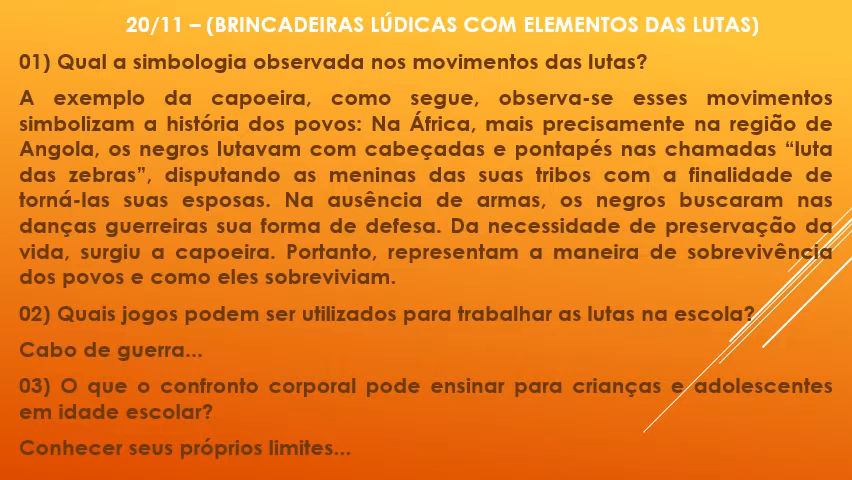 20/11 – (BRINCADEIRAS LÚDICAS COM ELEMENTOS DAS LUTAS)
01) Qual a simbologia observada nos movimentos das lutas?
A exemplo da capoeira, como segue, observa-se esses movimentos
simbolizam a história dos povos: Na África, mais precisamente na região de
Angola, os negros lutavam com cabeçadas e pontapés nas chamadas “luta
das zebras”, disputando as meninas das suas tribos com a finalidade de
torná-las suas esposas. Na ausência de armas, os negros buscaram nas
danças guerreiras sua forma de defesa. Da necessidade de preservação da
vida, surgiu a capoeira. Portanto, representam a maneira de sobrevivência
dos povos e como eles sobreviviam.
02) Quais jogos podem ser utilizados para trabalhar as lutas na escola?
Cabo de guerra...
03) O que o confronto corporal pode ensinar para crianças e adolescentes
em idade escolar?
Conhecer seus próprios limites...